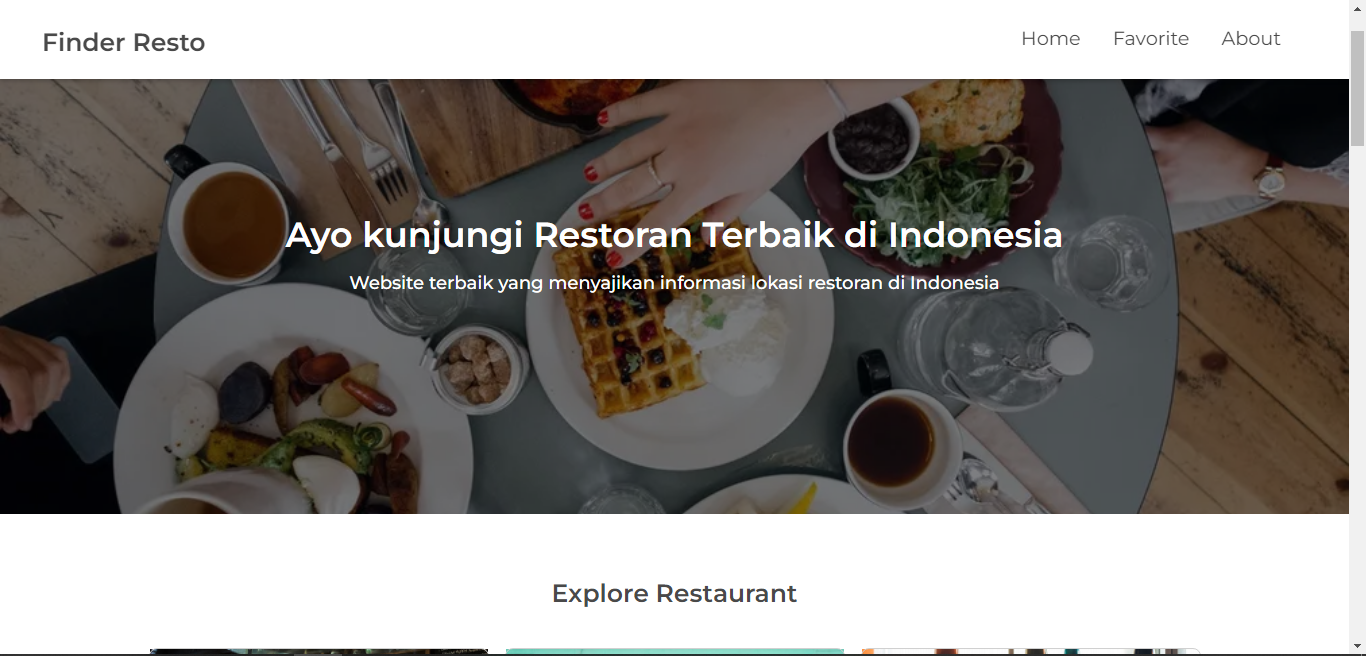 Finder Resto
Home Favorite About
Ayo kunjungi Restoran Terbaik di Indonesia
Website terbaik yang menyajikan informasi lokasi restoran di Indonesia
Explore Restaurant